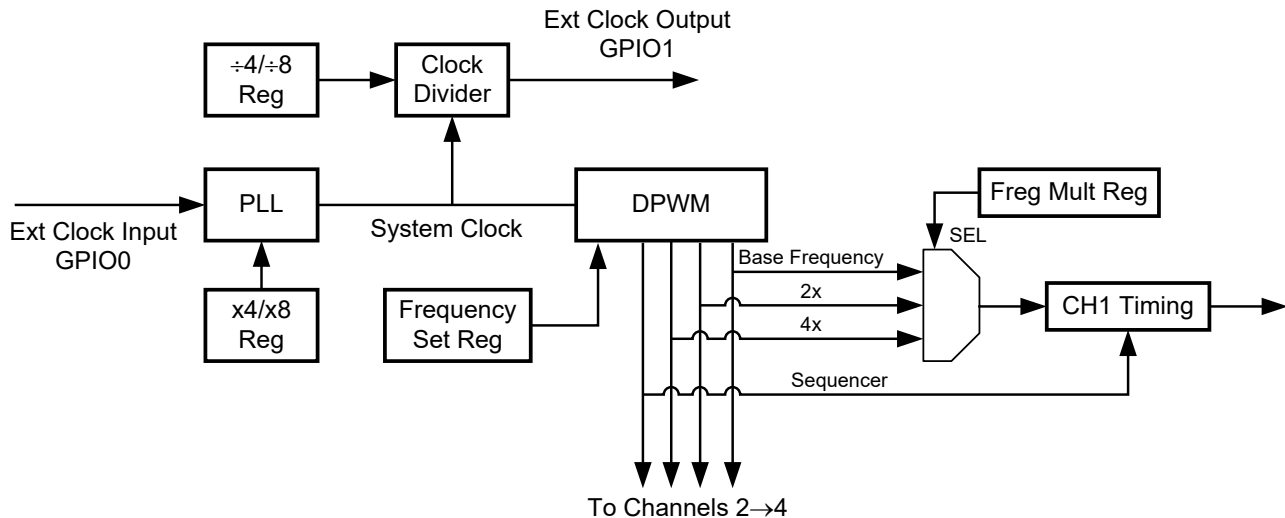 Ext Clock Output
GPIO1
÷4/÷8
Reg
Clock
Divider
PLL
DPWM
Freg Mult Reg
Ext Clock Input
GPIO0
System Clock
SEL
Base Frequency
x4/x8
Reg
Frequency
Set Reg
2x
4x
CH1 Timing
Sequencer
To Channels 2→4